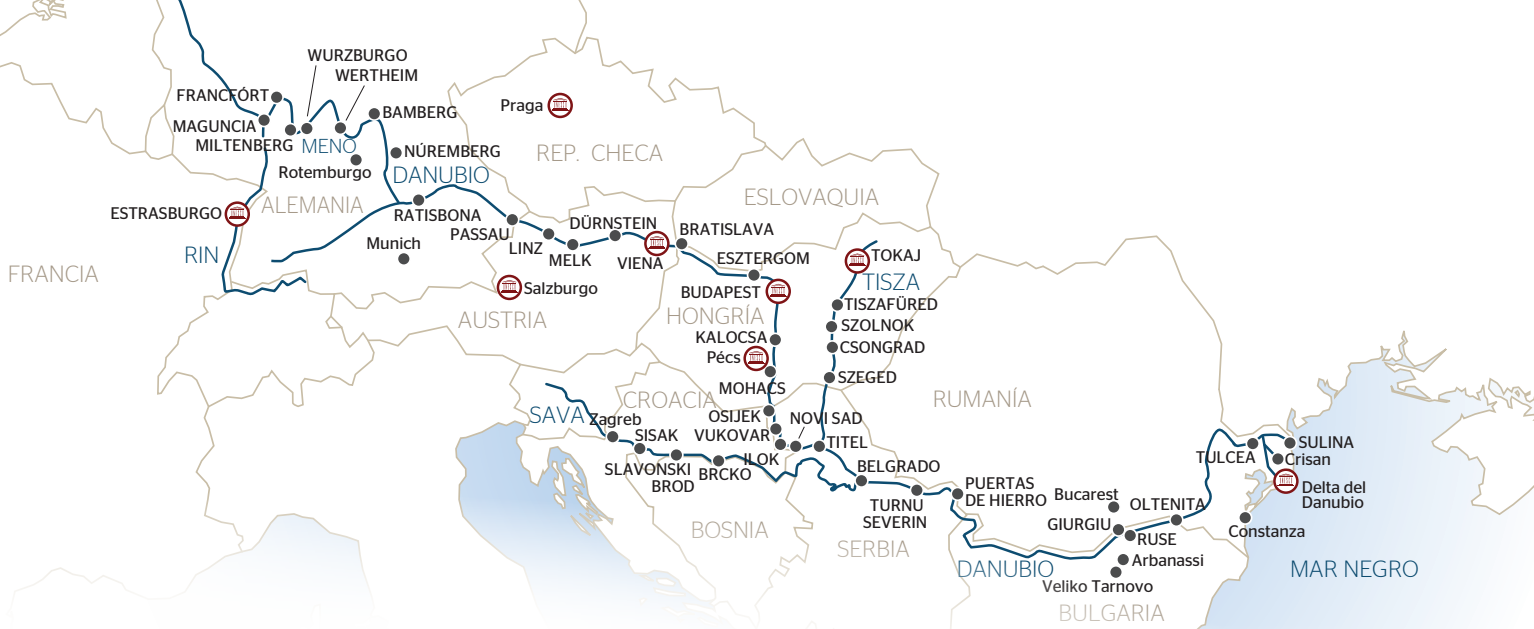 WURZBURGO
WERTHEIM
FRANCFÓRT
BAMBERG
MAGUNCIA
MILTENBERG
MENO
Rotemburgo
NÚREMBERG
DANUBIO
Praga
REP. CHECA
ESTRASBURGO
ALEMANIA
RATISBONA
PASSAU
ESLOVAQUIA
RIN
Munich
LINZ
MELK
DÜRNSTEIN
VIENA
BRATISLAVA
ESZTERGOM
TOKAJ
TISZA
FRANCIA
Salzburgo
BUDAPEST
HONGRÍA
TISZAFÜRED
AUSTRIA
SZOLNOK
KALOCSA
CSONGRAD
Pécs
MOHACS
SZEGED
CROACIA
RUMANÍA
SAVA
Zagreb
OSIJEK
NOVI SAD
SISAK
VUKOVAR
TITEL
SLAVONSKI
BROD
BRCKO
ILOK
BELGRADO
SULINA
TULCEA
Crisan
PUERTAS
DE HIERRO
Bucarest
Delta del
Danubio
TURNU
SEVERIN
OLTENITA
GIURGIU
Constanza
BOSNIA
SERBIA
RUSE
Arbanassi
DANUBIO
MAR NEGRO
Veliko Tarnovo
BULGARIA